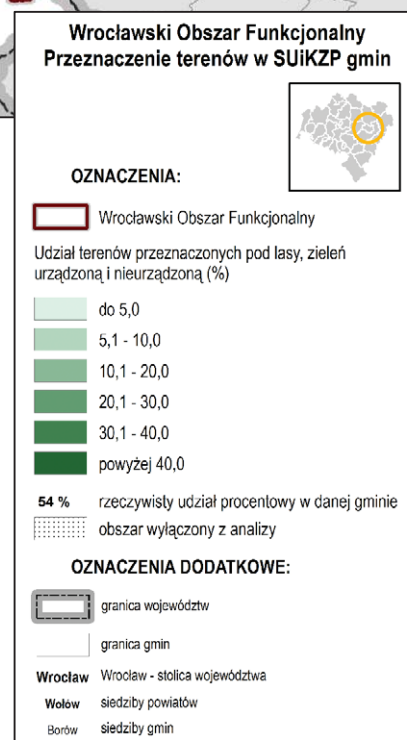 Wrocławski Obszar Funkcjonalny
Przeznaczenie terenów w SUiKZP gmin
OZNACZENIA:
Wrocławski Obszar Funkcjonalny
Udział terenów przeznaczonych pod lasy, zieleń
urządzoną i nieurządzoną (%)
do 5,0
5,1 - 10,0
10,1 - 20,0
20,1 - 30,0
30,1 - 40,0
powyżej 40,0
54 % rzeczywisty udział procentowy w danej gminie
obszar wyłączony z analizy
OZNACZENIA DODATKOWE:
granica województw
granica gmin
Wrocław Wrocław - stolica województwa
Wołów siedziby powiatów
Borów siedziby gmin